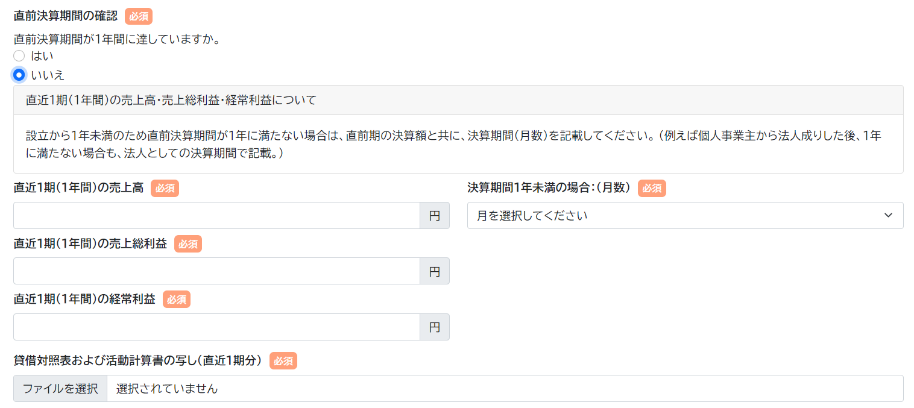 直前決算期間の確認 必須
直前決算期間が1年間に達していますか。
はい
いいえ
直近1期(1年間)の売上高・売上総利益・経常利益について
設立から1年未満のため直前決算期間が1年に満たない場合は、直前期の決算額と共に、決算期間(月数)を記載してください。(例えば個人事業主から法人成りした後、1年
に満たない場合も、法人としての決算期間で記載。)
直近1期(1年間)の売上高 必須
円
決算期間1年未満の場合:(月数) 必須
月を選択してください
直近1期(1年間)の売上総利益 必須
円
直近1期(1年間)の経常利益 必須
円
貸借対照表および活動計算書の写し(直近1期分) 必須
ファイルを選択 選択されていません